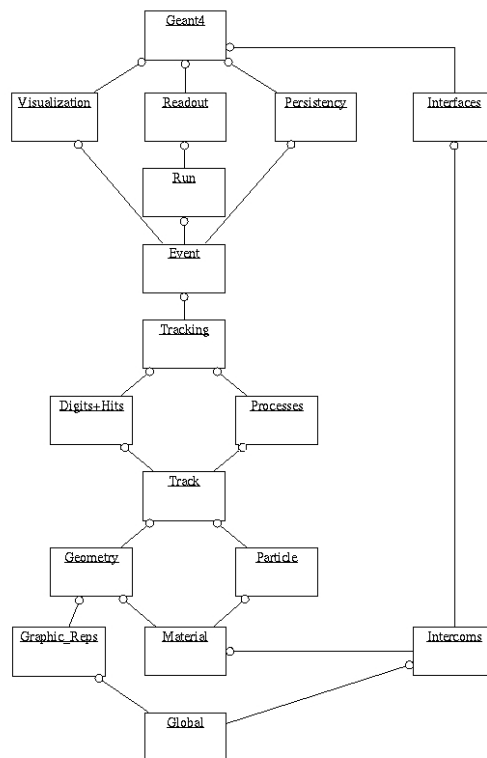 Geant4
Visualization
Readout
Persistency
Interfaces
Run
Event
Tracking
Digits+Hits
Processes
Track
Geometry
Particle
Graphic_Reps
Material
Intercoms
Global